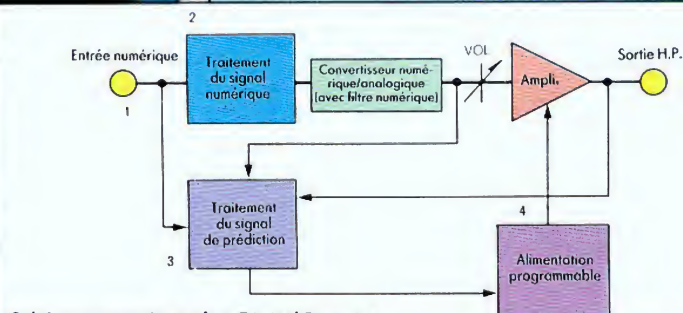 2
Entrée numérique
Traitement
du signal
numérique
Convertisseur numé-
rique/analogique
(avec filtre numérique)
VOL
Ampli.
Sortie H.P.
1
Traitement
du signal
de prédiction
3
4
Alimentation
programmable